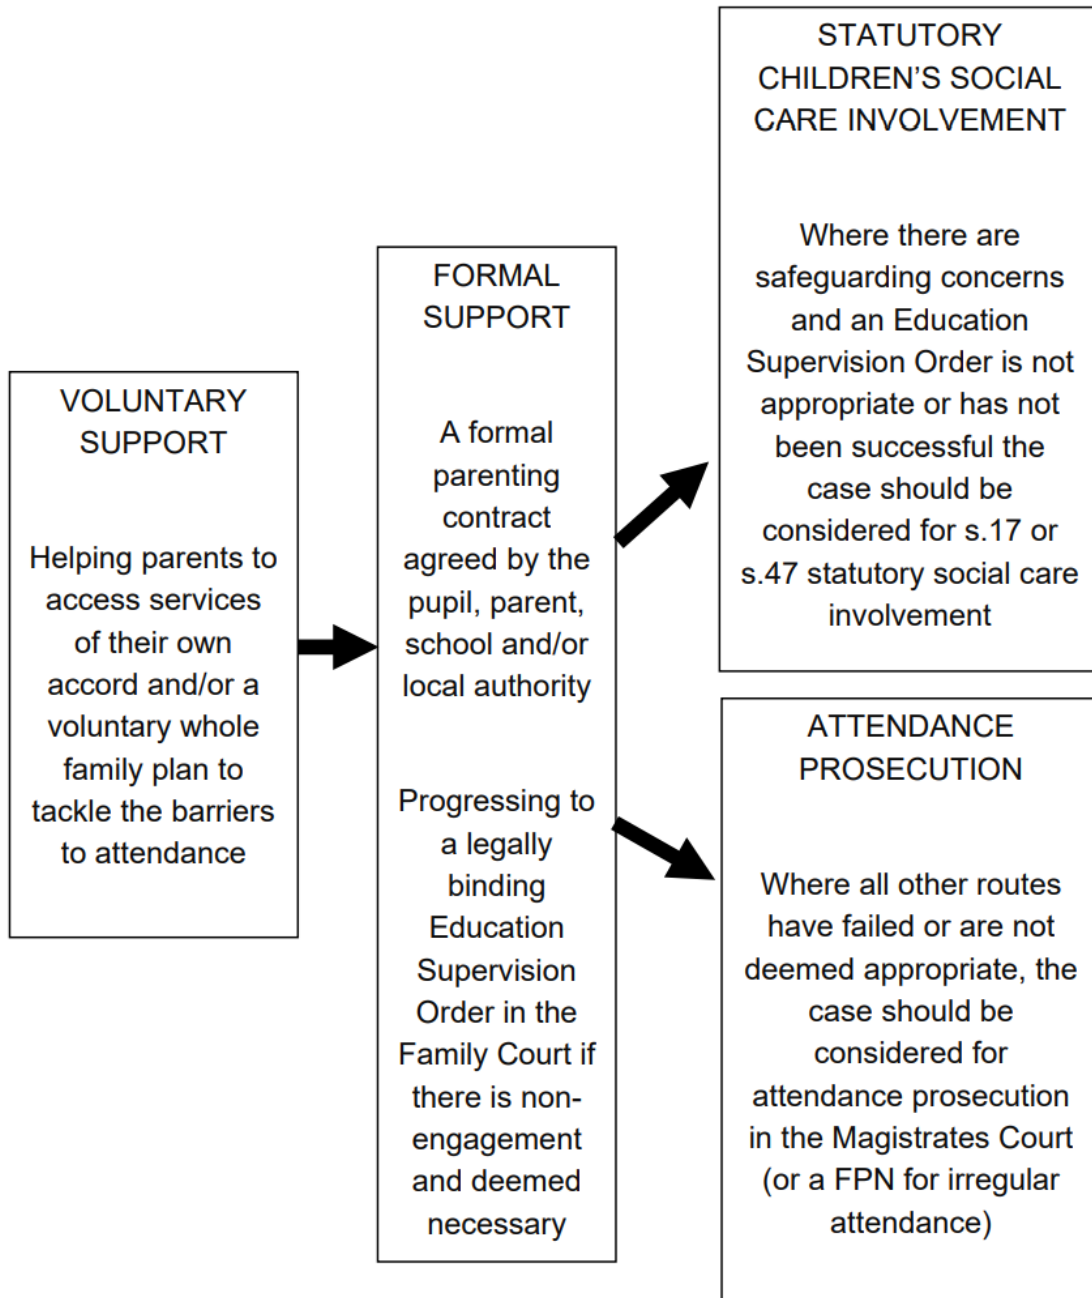 VOLUNTARY
SUPPORT
Helping parents to
access services
of their own
accord and/or a
voluntary whole
family plan to
tackle the barriers
to attendance
FORMAL
SUPPORT
A formal
parenting
contract
agreed by the
pupil, parent,
school and/or
local authority
Progressing to
a legally
binding
Education
Supervision
Order in the
Family Court if
there is non-
engagement
and deemed
necessary
STATUTORY
CHILDREN’S SOCIAL
CARE INVOLVEMENT
Where there are
safeguarding concerns
and an Education
Supervision Order is not
appropriate or has not
been successful the
case should be
considered for s.17 or
s.47 statutory social care
involvement
ATTENDANCE
PROSECUTION
Where all other routes
have failed or are not
deemed appropriate, the
case should be
considered for
attendance prosecution
in the Magistrates Court
(or a FPN for irregular
attendance)